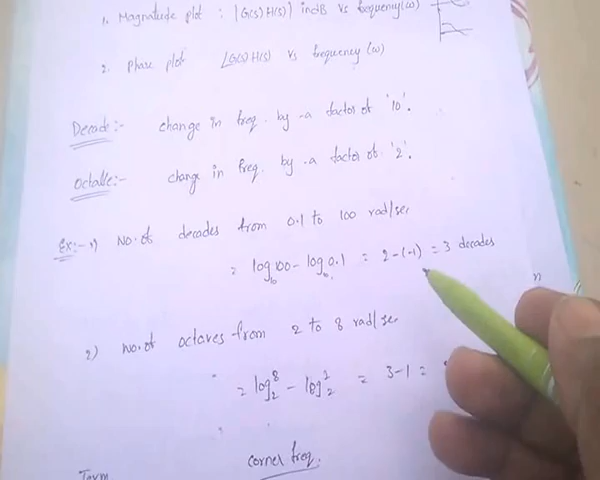 1. Magnitude plot : |G(s)H(s)| indB vs frequency(ω)
2. Phase plot ∠G(s)H(s) vs frequency (ω)
Decade:- change in freq. by a factor of '10'.
Octave:- change in freq. by a factor of '2'.
Ex:- 1) No. of decades from 0.1 to 100 rad/sec
= log₁₀100 - log₁₀0.1 = 2-(-1) = 3 decades
2) No. of octaves from 2 to 8 rad/sec
= log₂8 - log₂2 = 3-1 =
corner freq.
Term